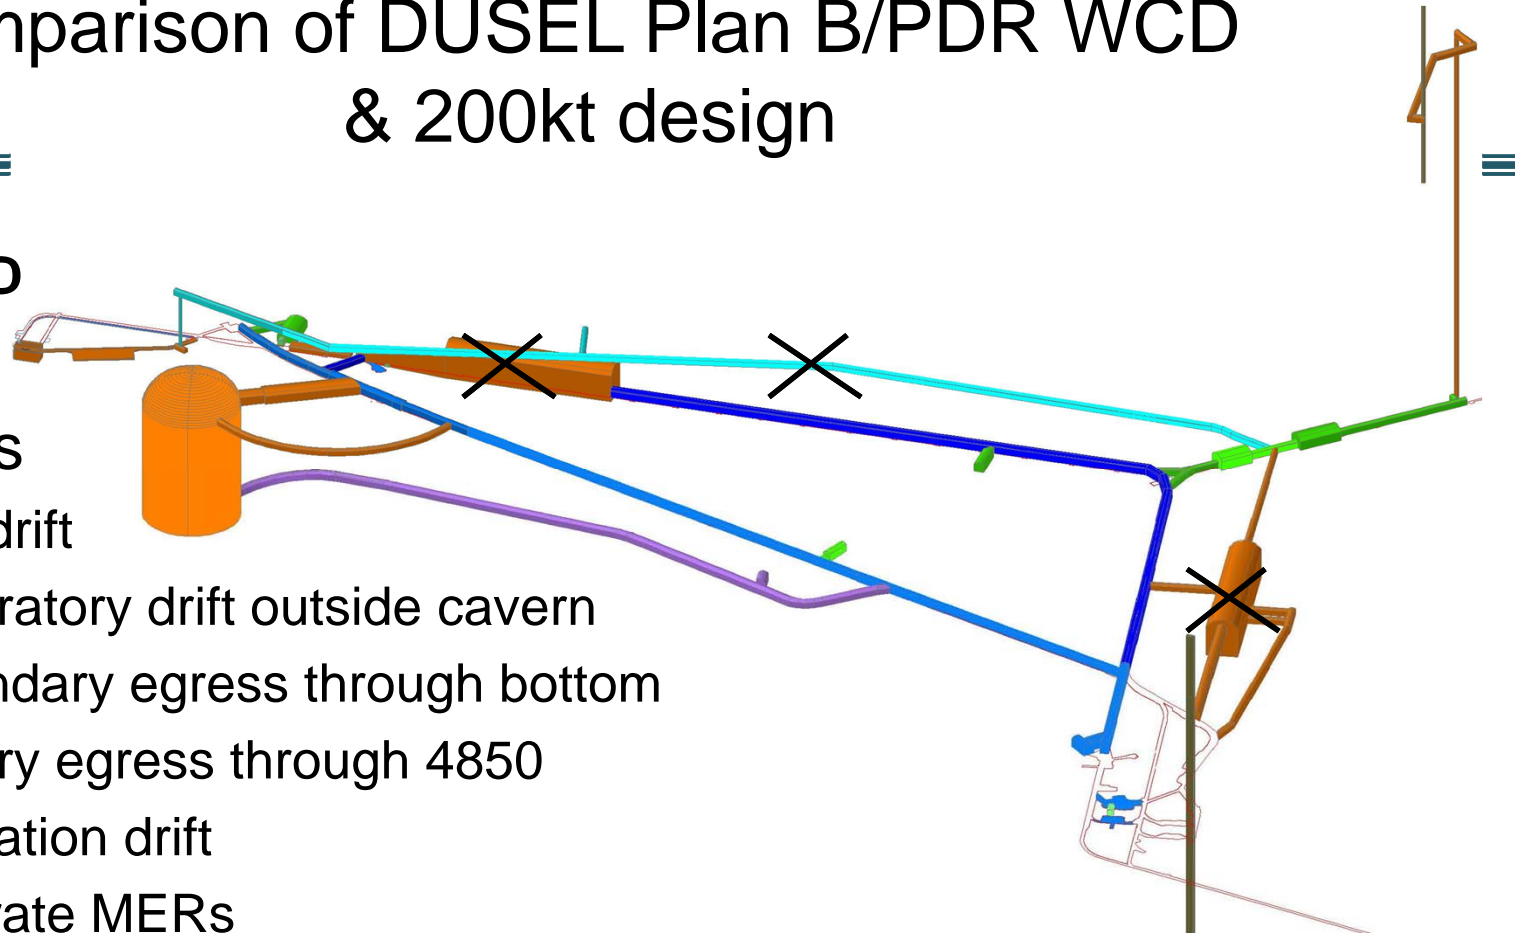 mparison of DUSEL Plan B/PDR WCD
& 200kt design
D
s
drift
ratory drift outside cavern
ndary egress through bottom
ry egress through 4850
ation drift
rate MERs